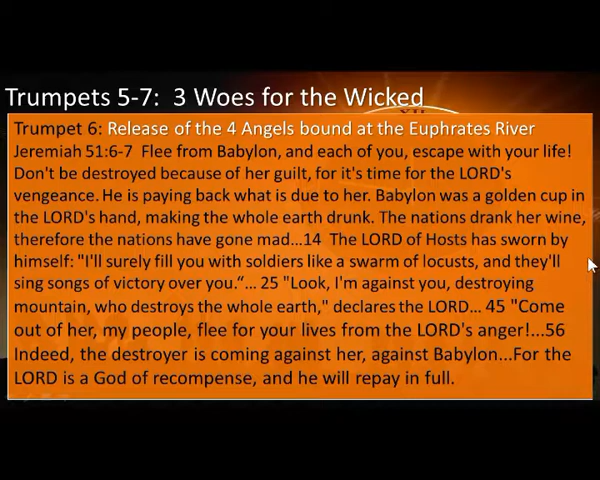 Trumpets 5-7:  3 Woes for the Wicked
Trumpet 6: Release of the 4 Angels bound at the Euphrates River
Jeremiah 51:6-7  Flee from Babylon, and each of you, escape with your life!
Don't be destroyed because of her guilt, for it's time for the LORD's
vengeance. He is paying back what is due to her. Babylon was a golden cup in
the LORD's hand, making the whole earth drunk. The nations drank her wine,
therefore the nations have gone mad...14  The LORD of Hosts has sworn by
himself: "I'll surely fill you with soldiers like a swarm of locusts, and they'll
sing songs of victory over you.“... 25 "Look, I'm against you, destroying
mountain, who destroys the whole earth," declares the LORD... 45 "Come
out of her, my people, flee for your lives from the LORD's anger!...56
Indeed, the destroyer is coming against her, against Babylon...For the
LORD is a God of recompense, and he will repay in full.